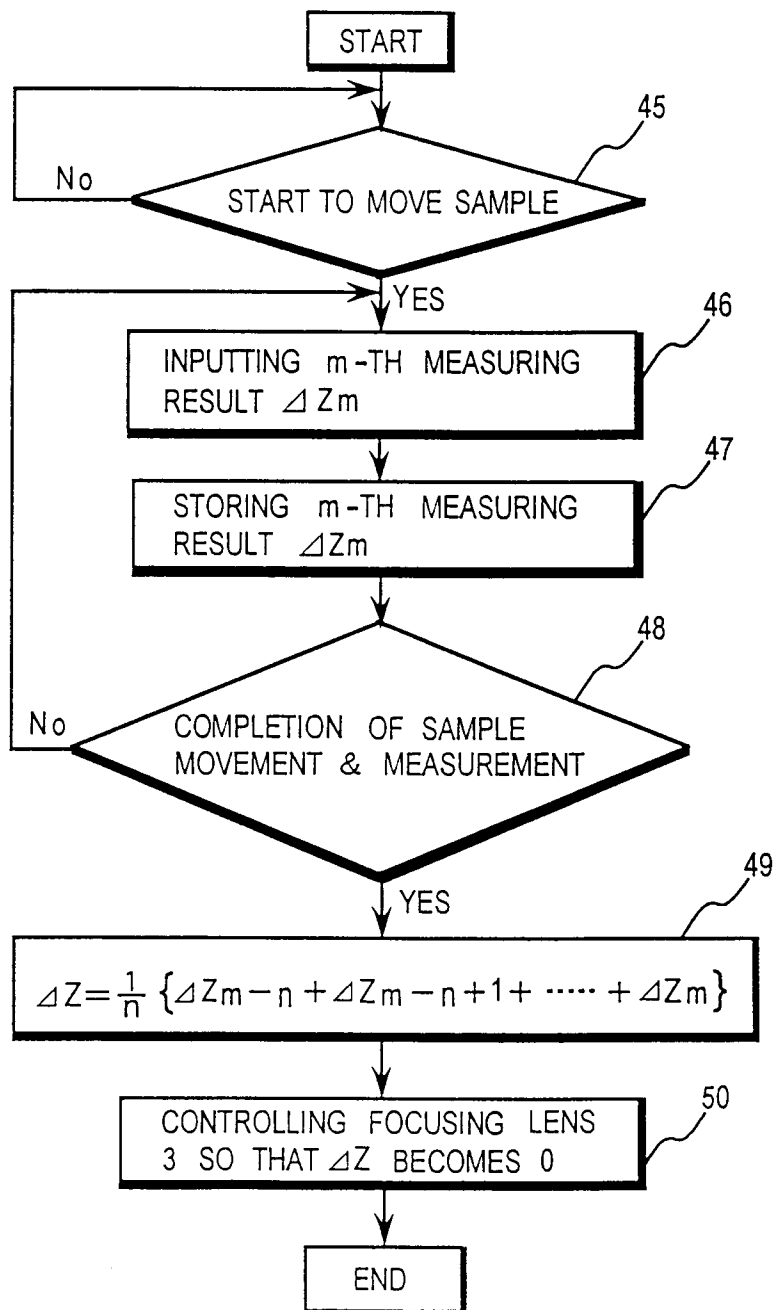 START
45
No
START TO MOVE SAMPLE
YES
46
INPUTTING m-TH MEASURING
RESULT ⊿Zm
47
STORING m-TH MEASURING
RESULT ⊿Zm
48
No
COMPLETION OF SAMPLE
MOVEMENT & MEASUREMENT
YES
49
⊿Z=1/n {⊿Zm-n+⊿Zm-n+1+ ····· +⊿Zm}
50
CONTROLLING FOCUSING LENS
3 SO THAT ⊿Z BECOMES 0
END